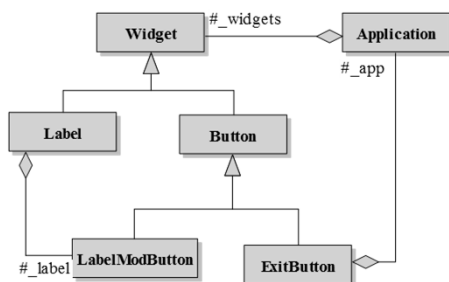 Widget
#_widgets
Application
#_app
Label
Button
#_label
LabelModButton
ExitButton